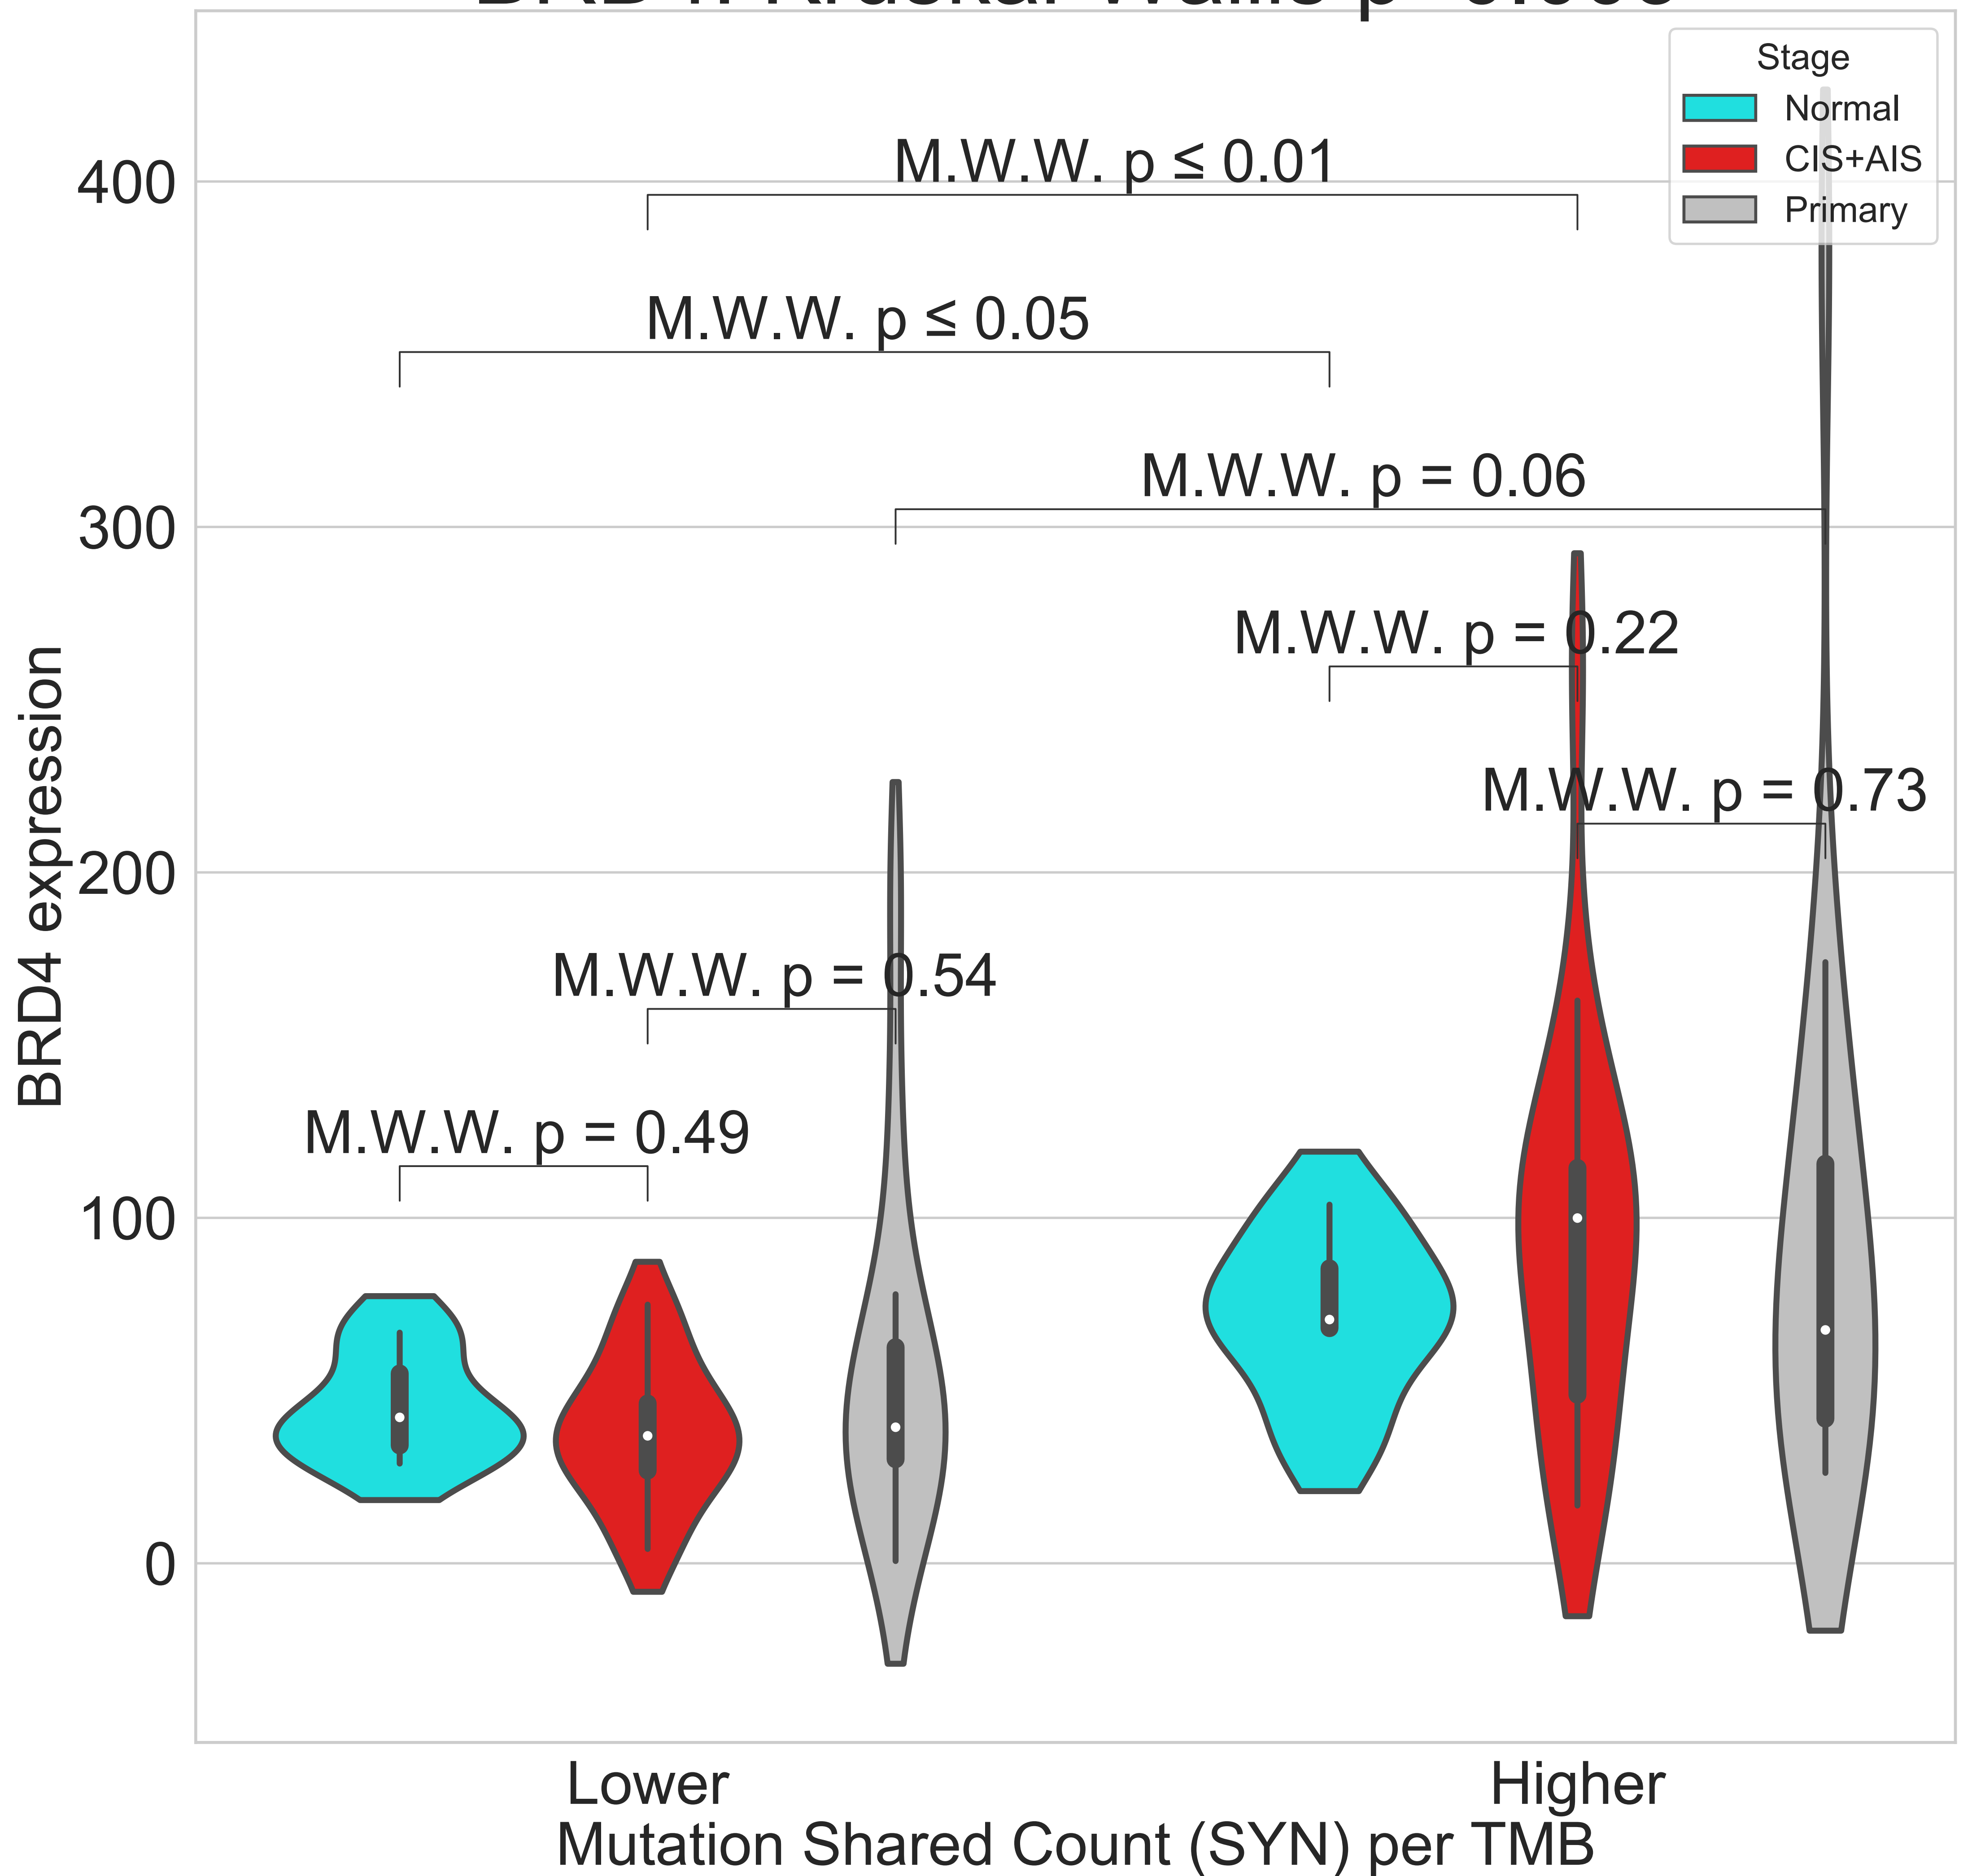 Stage
Normal
CIS+AIS
Primary
M.W.W. p ≤ 0.01
M.W.W. p ≤ 0.05
M.W.W. p = 0.06
M.W.W. p = 0.22
M.W.W. p = 0.73
M.W.W. p = 0.54
M.W.W. p = 0.49
400
300
200
100
0
BRD4 expression
Lower
Higher
Mutation Shared Count (SYN) per TMB